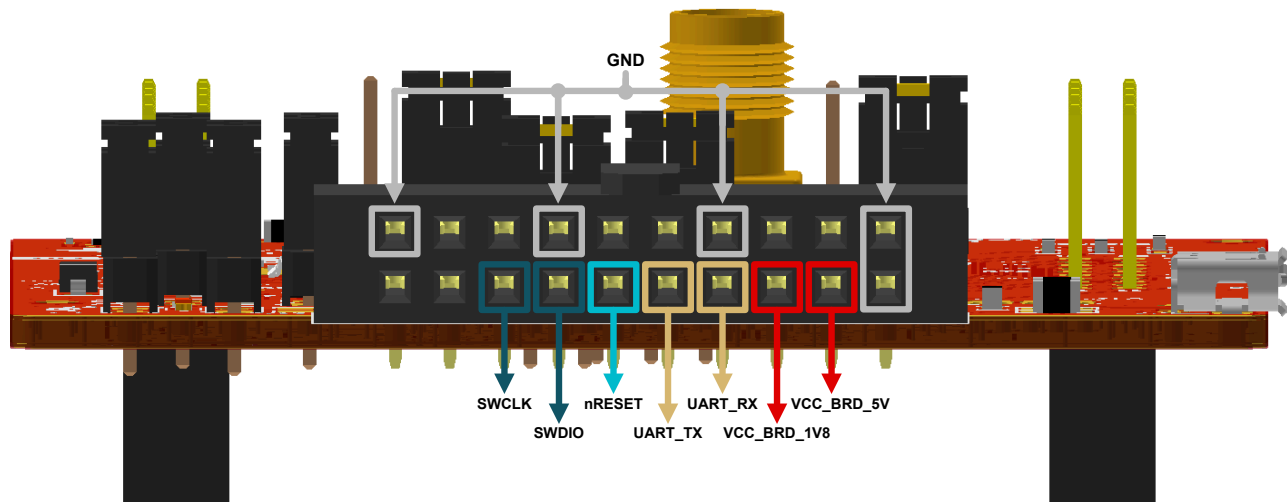 GND
SWCLK
nRESET
UART_RX
VCC_BRD_5V
SWDIO
UART_TX
VCC_BRD_1V8